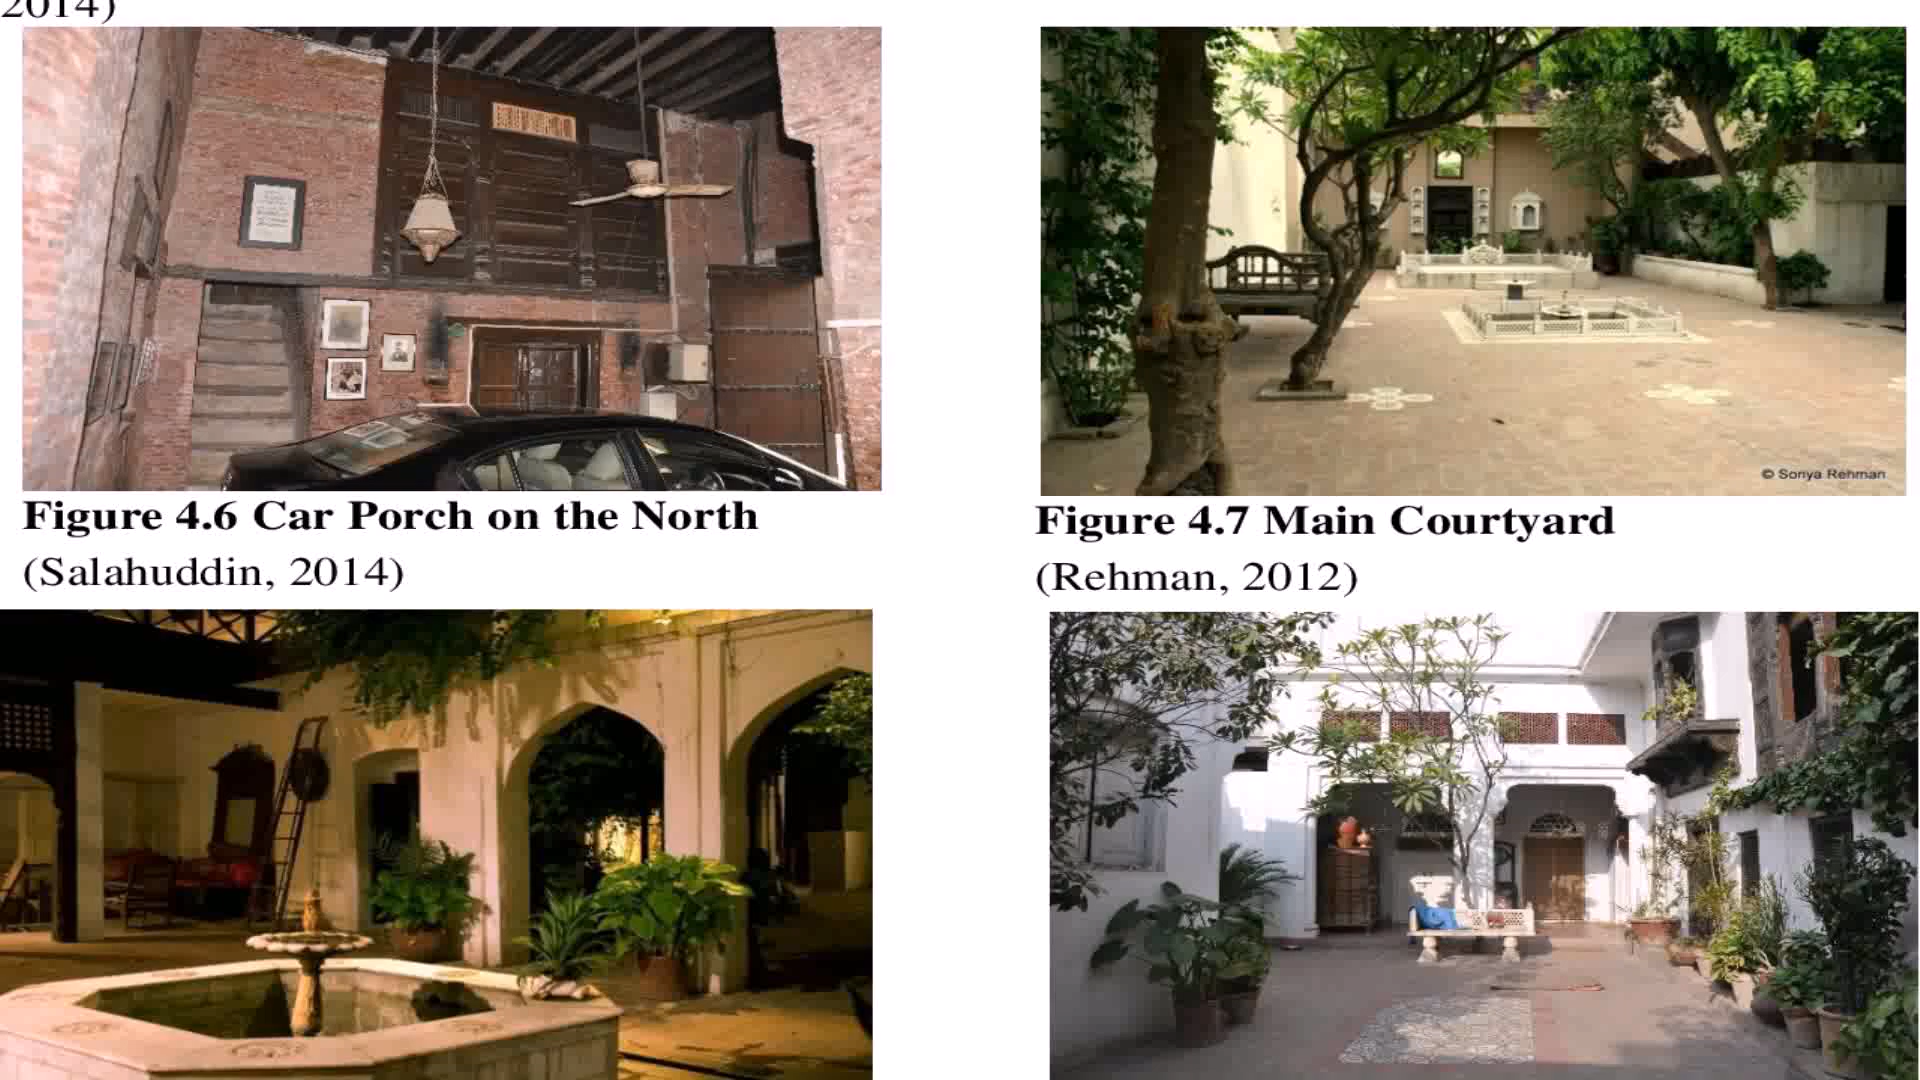 2014)
Figure 4.6 Car Porch on the North
(Salahuddin, 2014)
© Sonya Rehman
Figure 4.7 Main Courtyard
(Rehman, 2012)